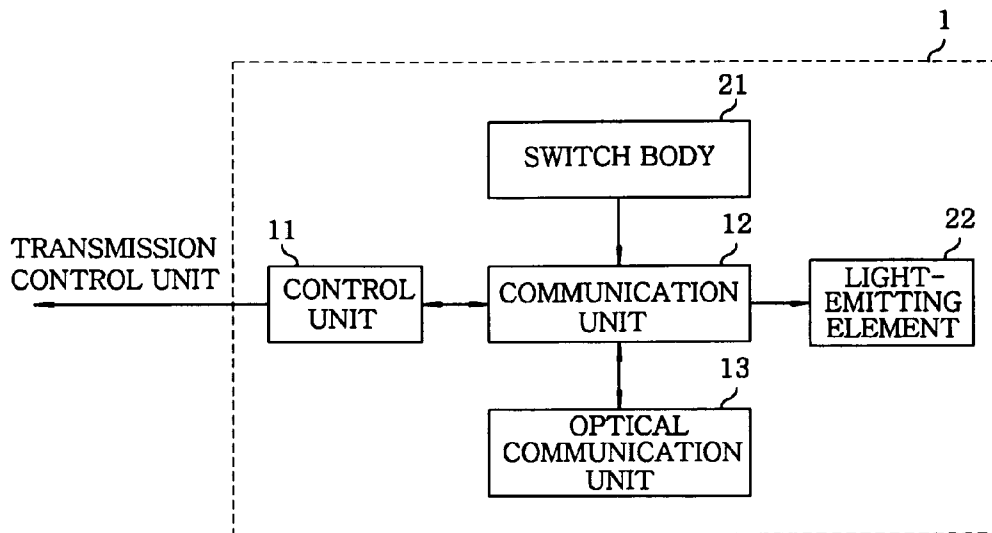 1
21
SWITCH BODY
TRANSMISSION
CONTROL UNIT
11
CONTROL
UNIT
12
COMMUNICATION
UNIT
22
LIGHT-
EMITTING
ELEMENT
13
OPTICAL
COMMUNICATION
UNIT